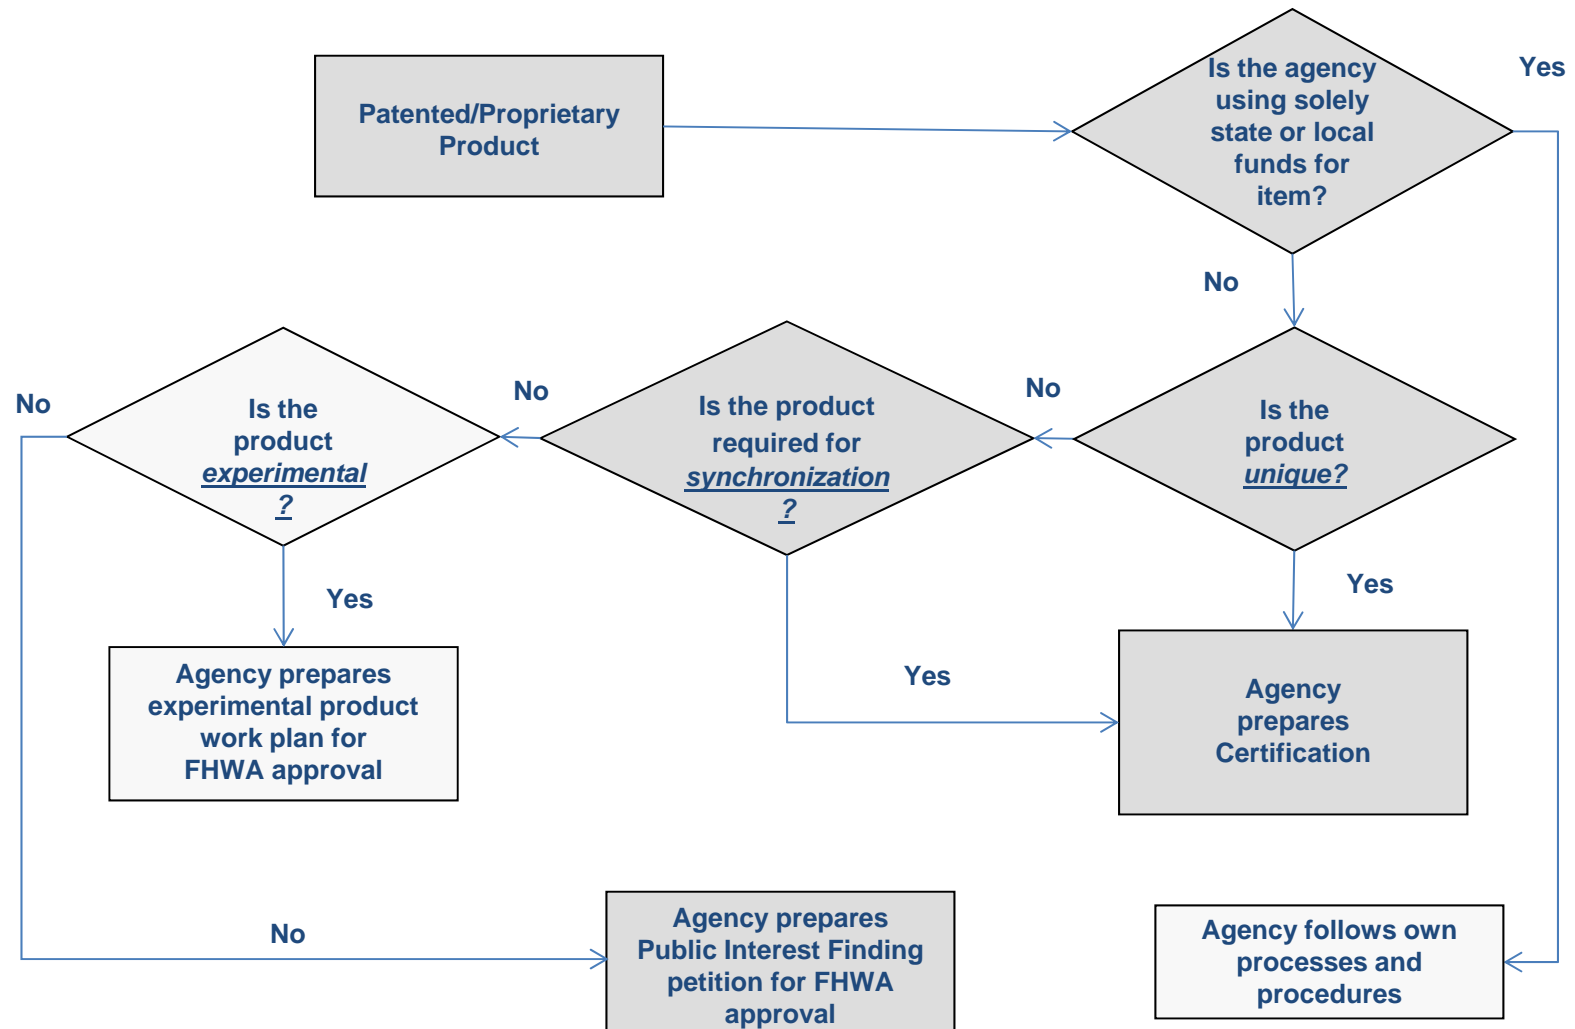 Patented/Proprietary
Product
Is the agency
using solely
state or local
funds for
item?
Yes
No
Is the
product
unique?
No
Is the product
required for
synchronization
?
No
Is the
product
experimental
?
No
Yes
Agency prepares
experimental product
work plan for
FHWA approval
Yes
Yes
Agency
prepares
Certification
No
Agency prepares
Public Interest Finding
petition for FHWA
approval
Agency follows own
processes and
procedures